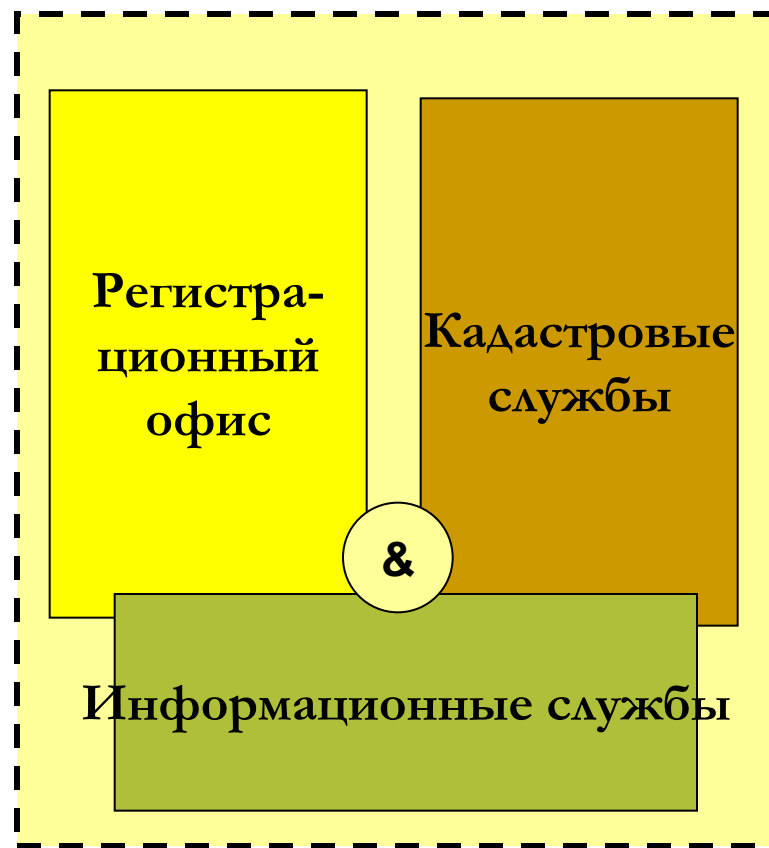 Регистра-
ционный
офис
Кадастровые
службы
&
Информационные службы